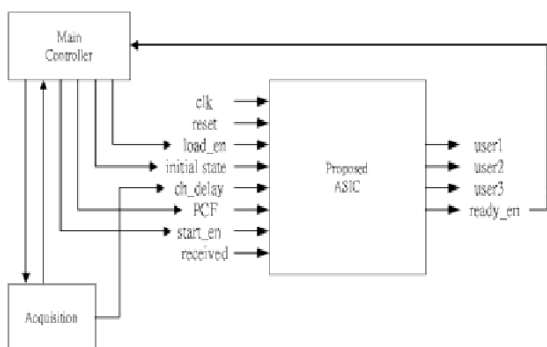 Main
Controller
clk
reset
load_en
initial state
ch_delay
PCF
start_en
received
Proposed
ASIC
user1
user2
user3
ready_en
Acquisition